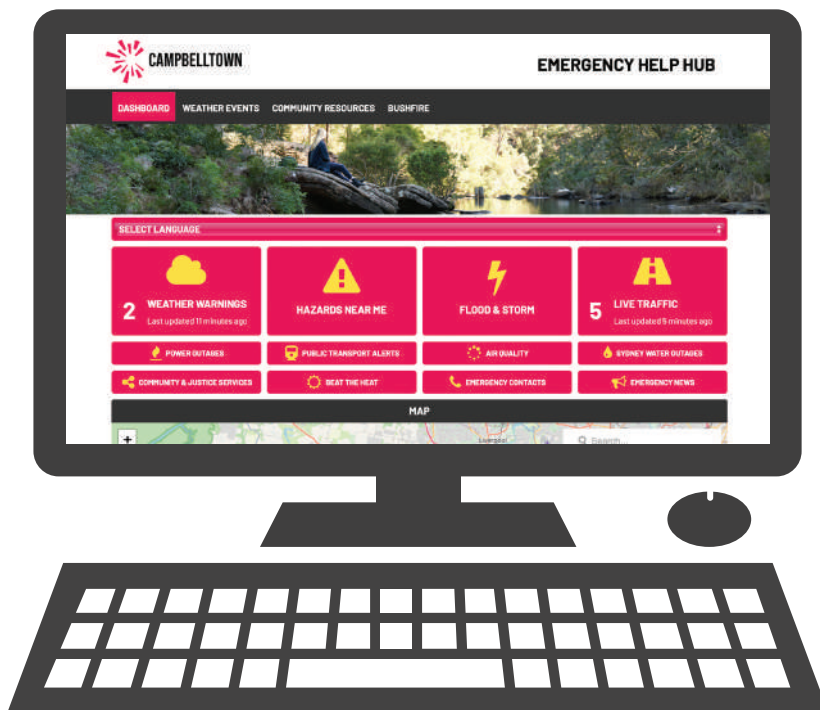 CAMPBELLTOWN
EMERGENCY HELP HUB
DASHBOARD WEATHER EVENTS COMMUNITY RESOURCES BUSHFIRE
SELECT LANGUAGE
2 WEATHER WARNINGS
Last updated 11 minutes ago
HAZARDS NEAR ME
FLOOD & STORM
5 LIVE TRAFFIC
Last updated 5 minutes ago
POWER OUTAGES
PUBLIC TRANSPORT ALERTS
AIR QUALITY
SYDNEY WATER OUTAGES
COMMUNITY & JUSTICE SERVICES
BEAT THE HEAT
EMERGENCY CONTACTS
EMERGENCY NEWS
MAP
+
Liverpool
Search...